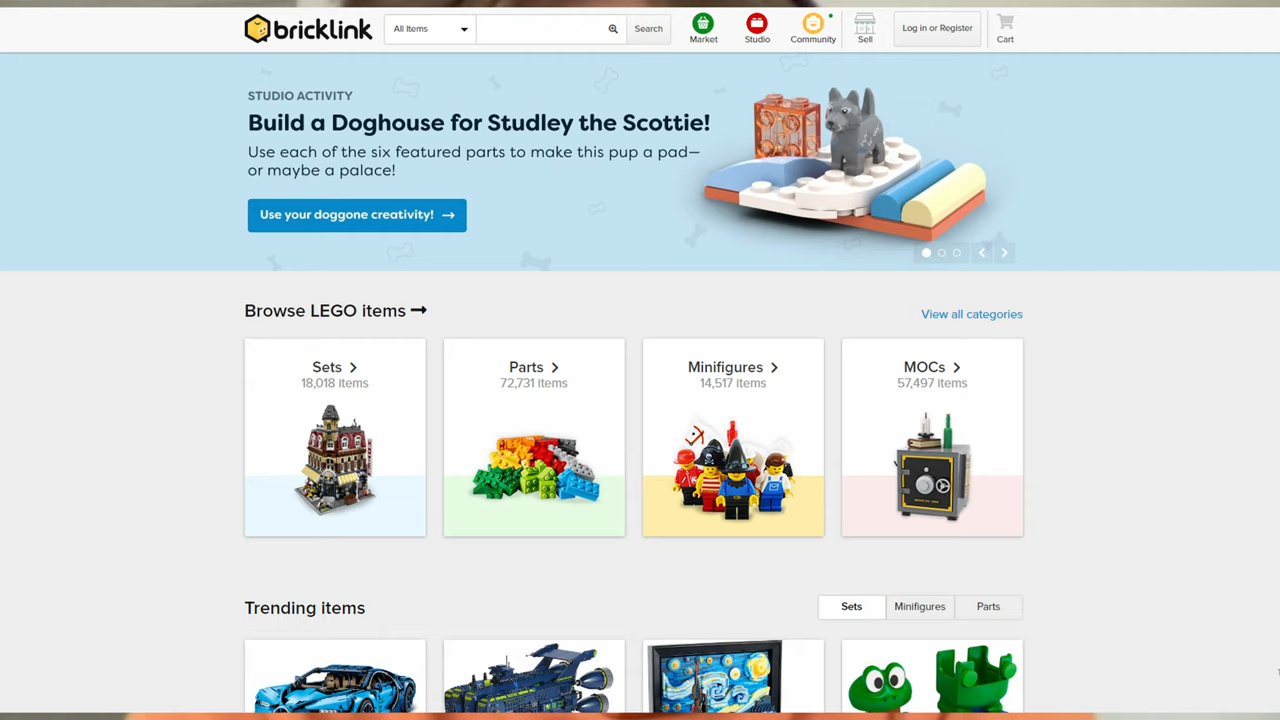 bricklink
All Items
Search
Market
Studio
Community
Sell
Log in or Register
Cart
STUDIO ACTIVITY
Build a Doghouse for Studley the Scottie!
Use each of the six featured parts to make this pup a pad—
or maybe a palace!
Use your doggone creativity! →
Browse LEGO items →
View all categories
Sets >
18,018 items
Parts >
72,731 items
Minifigures >
14,517 items
MOCs >
57,497 items
Trending items
Sets
Minifigures
Parts